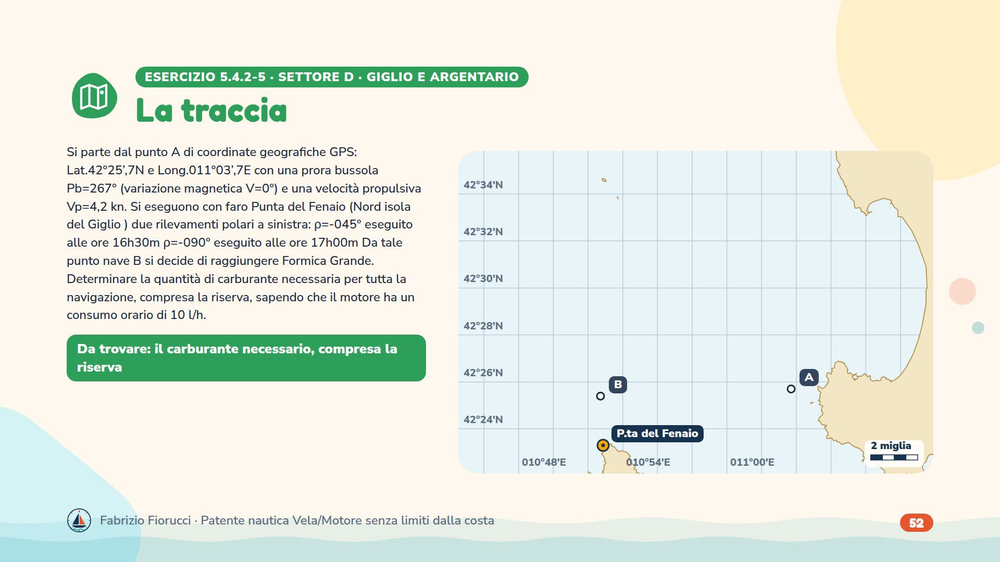 ESERCIZIO 5.4.2-5 · SETTORE D · GIGLIO E ARGENTARIO
La traccia
Si parte dal punto A di coordinate geografiche GPS:
Lat.42°25’,7N e Long.011°03’,7E con una prora bussola
Pb=267° (variazione magnetica V=0°) e una velocità propulsiva
Vp=4,2 kn. Si eseguono con faro Punta del Fenaio (Nord isola
del Giglio ) due rilevamenti polari a sinistra: ρ=-045° eseguito
alle ore 16h30m ρ=-090° eseguito alle ore 17h00m Da tale
punto nave B si decide di raggiungere Formica Grande.
Determinare la quantità di carburante necessaria per tutta la
navigazione, compresa la riserva, sapendo che il motore ha un
consumo orario di 10 l/h.
Da trovare: il carburante necessario, compresa la
riserva
42°34'N
42°32'N
42°30'N
42°28'N
42°26'N
42°24'N
A
B
P.ta del Fenaio
2 miglia
010°48'E
010°54'E
011°00'E
Fabrizio Fiorucci · Patente nautica Vela/Motore senza limiti dalla costa
52